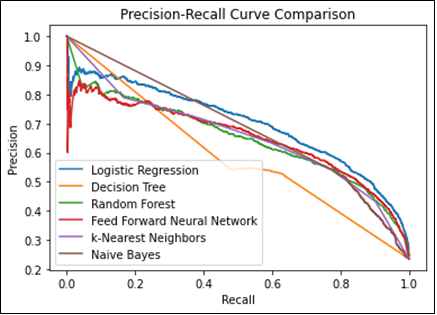 Precision-Recall Curve Comparison
1.0
0.9
0.8
0.7
0.6
0.5
0.4
0.3
0.2
Precision
Logistic Regression
Decision Tree
Random Forest
Feed Forward Neural Network
k-Nearest Neighbors
Naive Bayes
0.0 0.2 0.4 0.6 0.8 1.0
Recall